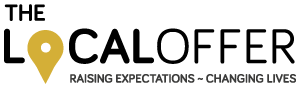 THE
LOCALOFFER
RAISING EXPECTATIONS ~ CHANGING LIVES